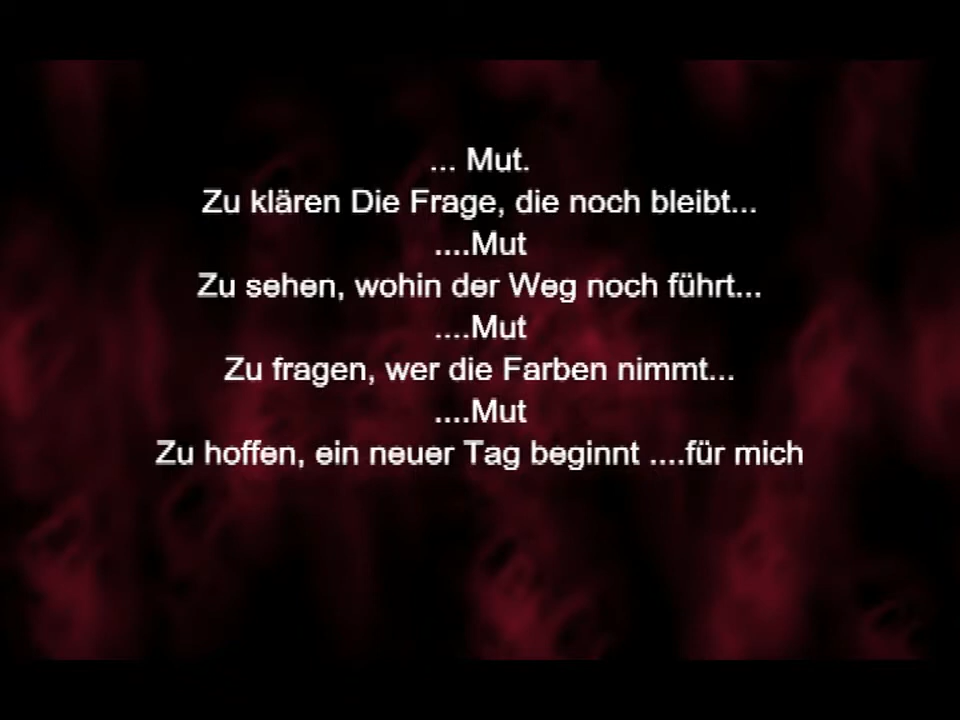 ... Mut.
Zu klären Die Frage, die noch bleibt...
....Mut
Zu sehen, wohin der Weg noch führt...
....Mut
Zu fragen, wer die Farben nimmt...
....Mut
Zu hoffen, ein neuer Tag beginnt ....für mich